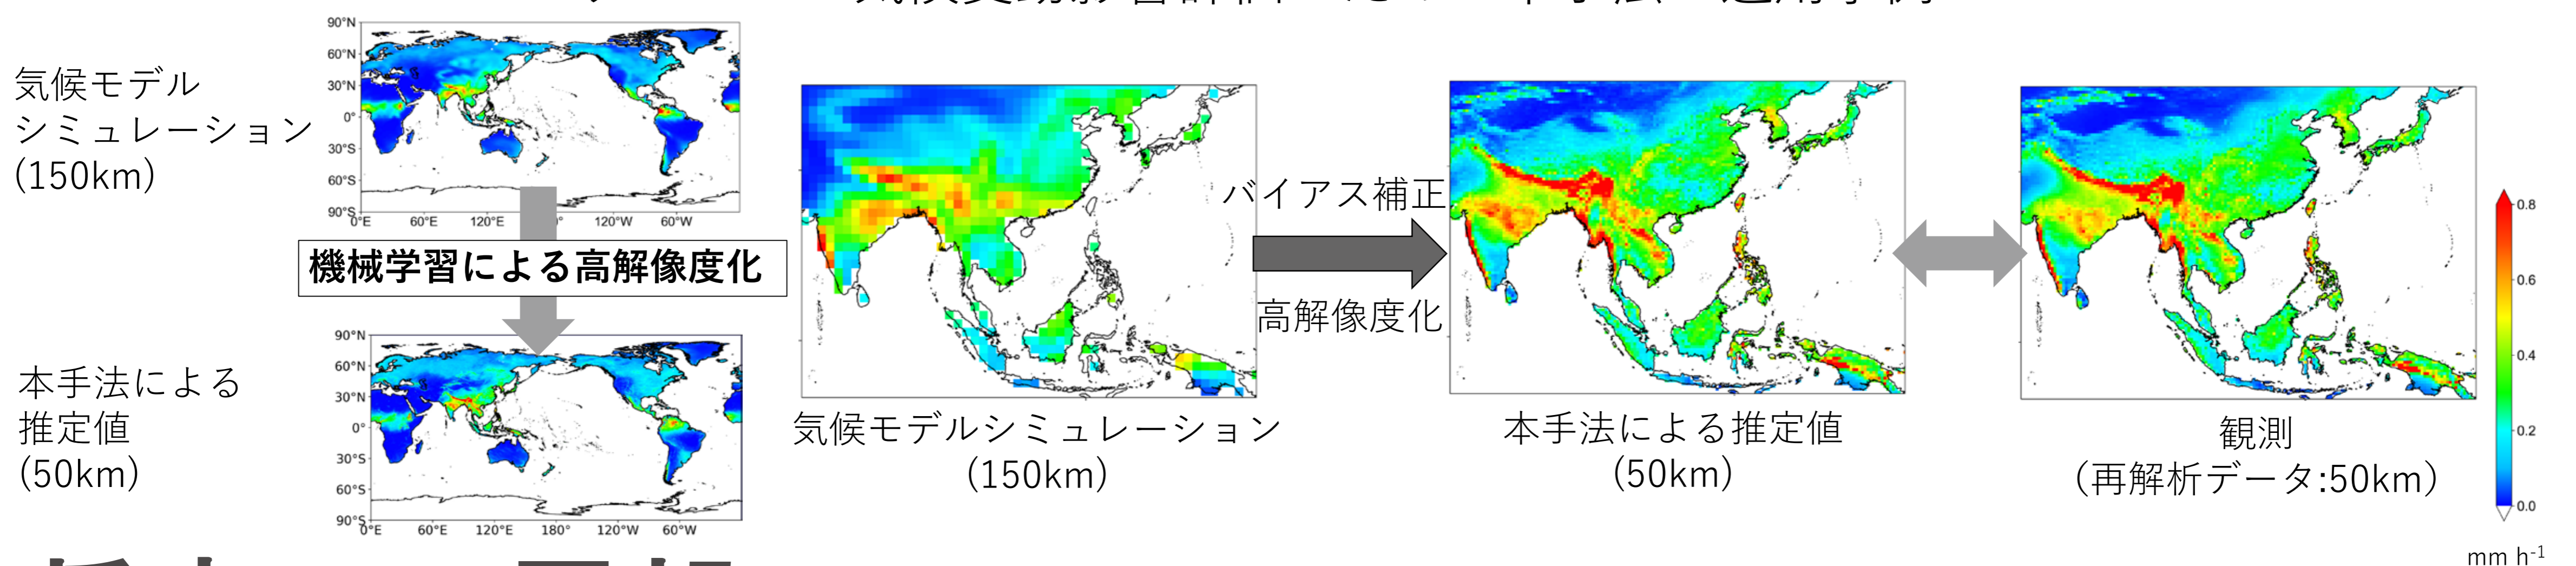 気候モデル
シミュレーション
(150km)
90°N
60°N
30°N
0°
30°S
60°S
90°S
0°E 60°E 120°E 120°W 60°W
機械学習による高解像度化
本手法による
推定値
(50km)
90°N
60°N
30°N
0°
30°S
60°S
90°S
0°E 60°E 120°E 180° 120°W 60°W
気候モデルシミュレーション
(150km)
バイアス補正
高解像度化
本手法による推定値
(50km)
観測
(再解析データ:50km)
0.8
0.6
0.4
0.2
0.0
mm h⁻¹